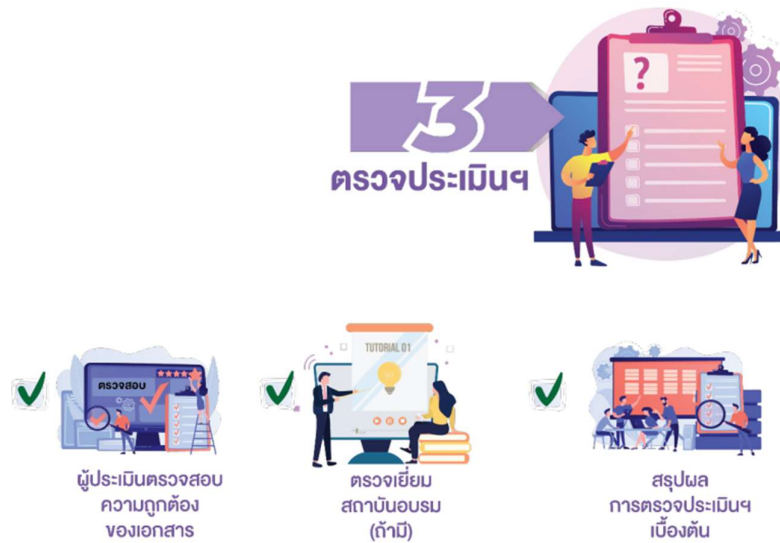 3
ตรวจประเมินฯ
?
ตรวจสอบ
TUTORIAL 01
ผู้ประเมินตรวจสอบ
ความถูกต้อง
ของเอกสาร
ตรวจเยี่ยม
สถาบันอบรม
(ถ้ามี)
สรุปผล
การตรวจประเมินฯ
เบื้องต้น